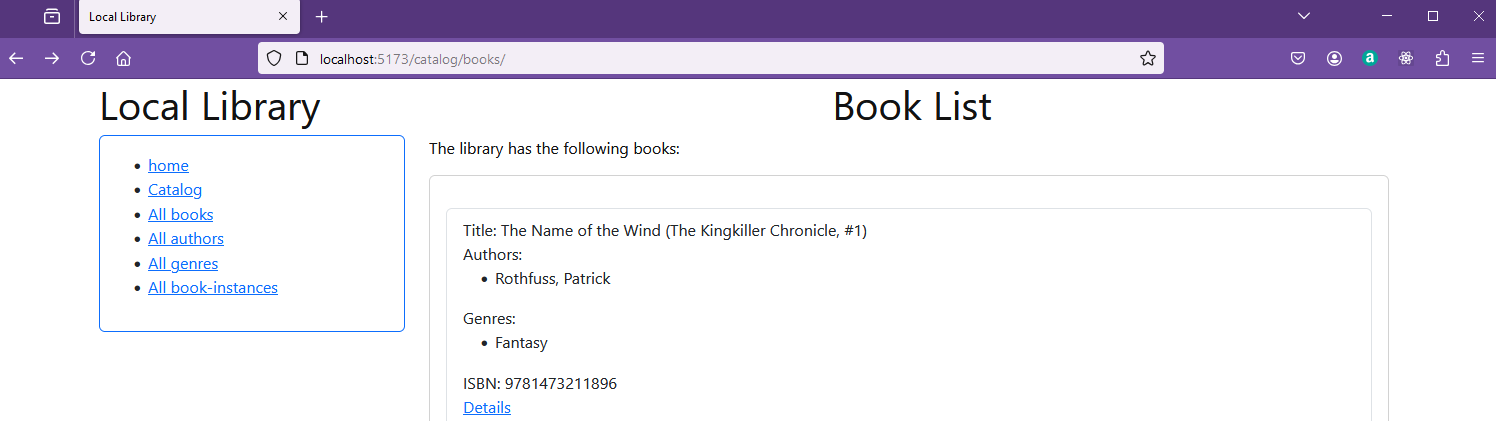 Local Library
localhost:5173/catalog/books/
a
Local Library
home
Catalog
All books
All authors
All genres
All book-instances
Book List
The library has the following books:
Title: The Name of the Wind (The Kingkiller Chronicle, #1)
Authors:
Rothfuss, Patrick
Genres:
Fantasy
ISBN: 9781473211896
Details